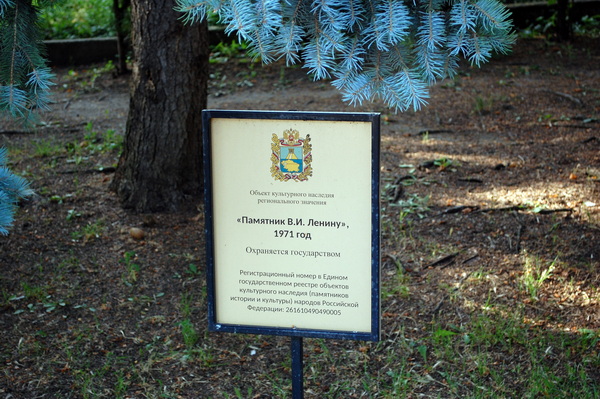 Объект культурного наследия
регионального значения
«Памятник В.И. Ленину»,
1971 год
Охраняется государством
Регистрационный номер в Едином
государственном реестре объектов
культурного наследия (памятников
истории и культуры) народов Российской
Федерации: 261610490490005